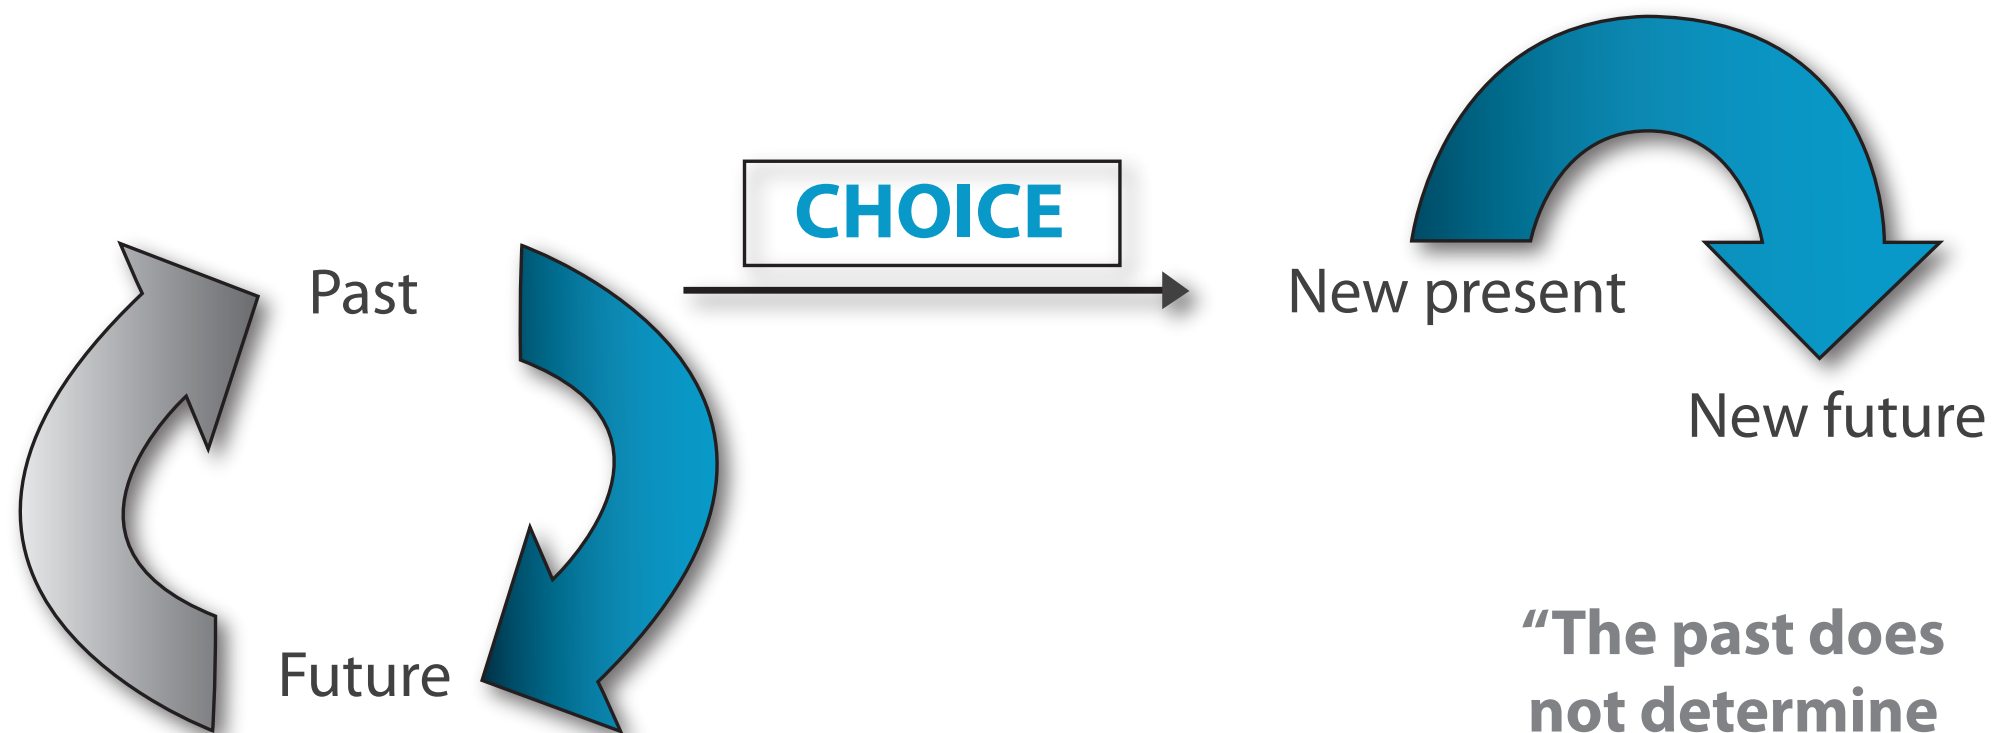 CHOICE
Past
New present
New future
Future
“The past does
not determine